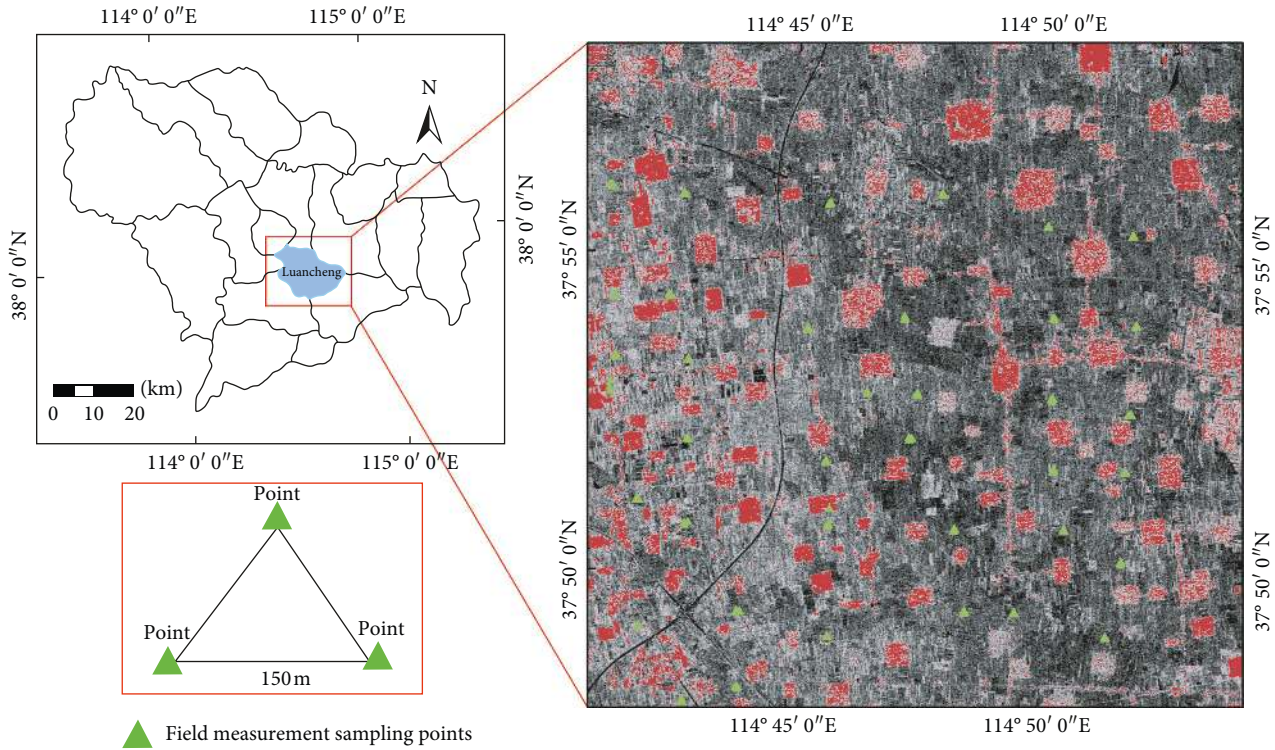 114° 0′ 0″E
115° 0′ 0″E
N
38° 0′ 0″N
38° 0′ 0″N
Luancheng
(km)
0 10 20
114° 0′ 0″E
115° 0′ 0″E
Point
Point
Point
150 m
Field measurement sampling points
114° 45′ 0″E
114° 50′ 0″E
37° 55′ 0″N
37° 55′ 0″N
37° 50′ 0″N
37° 50′ 0″N
114° 45′ 0″E
114° 50′ 0″E